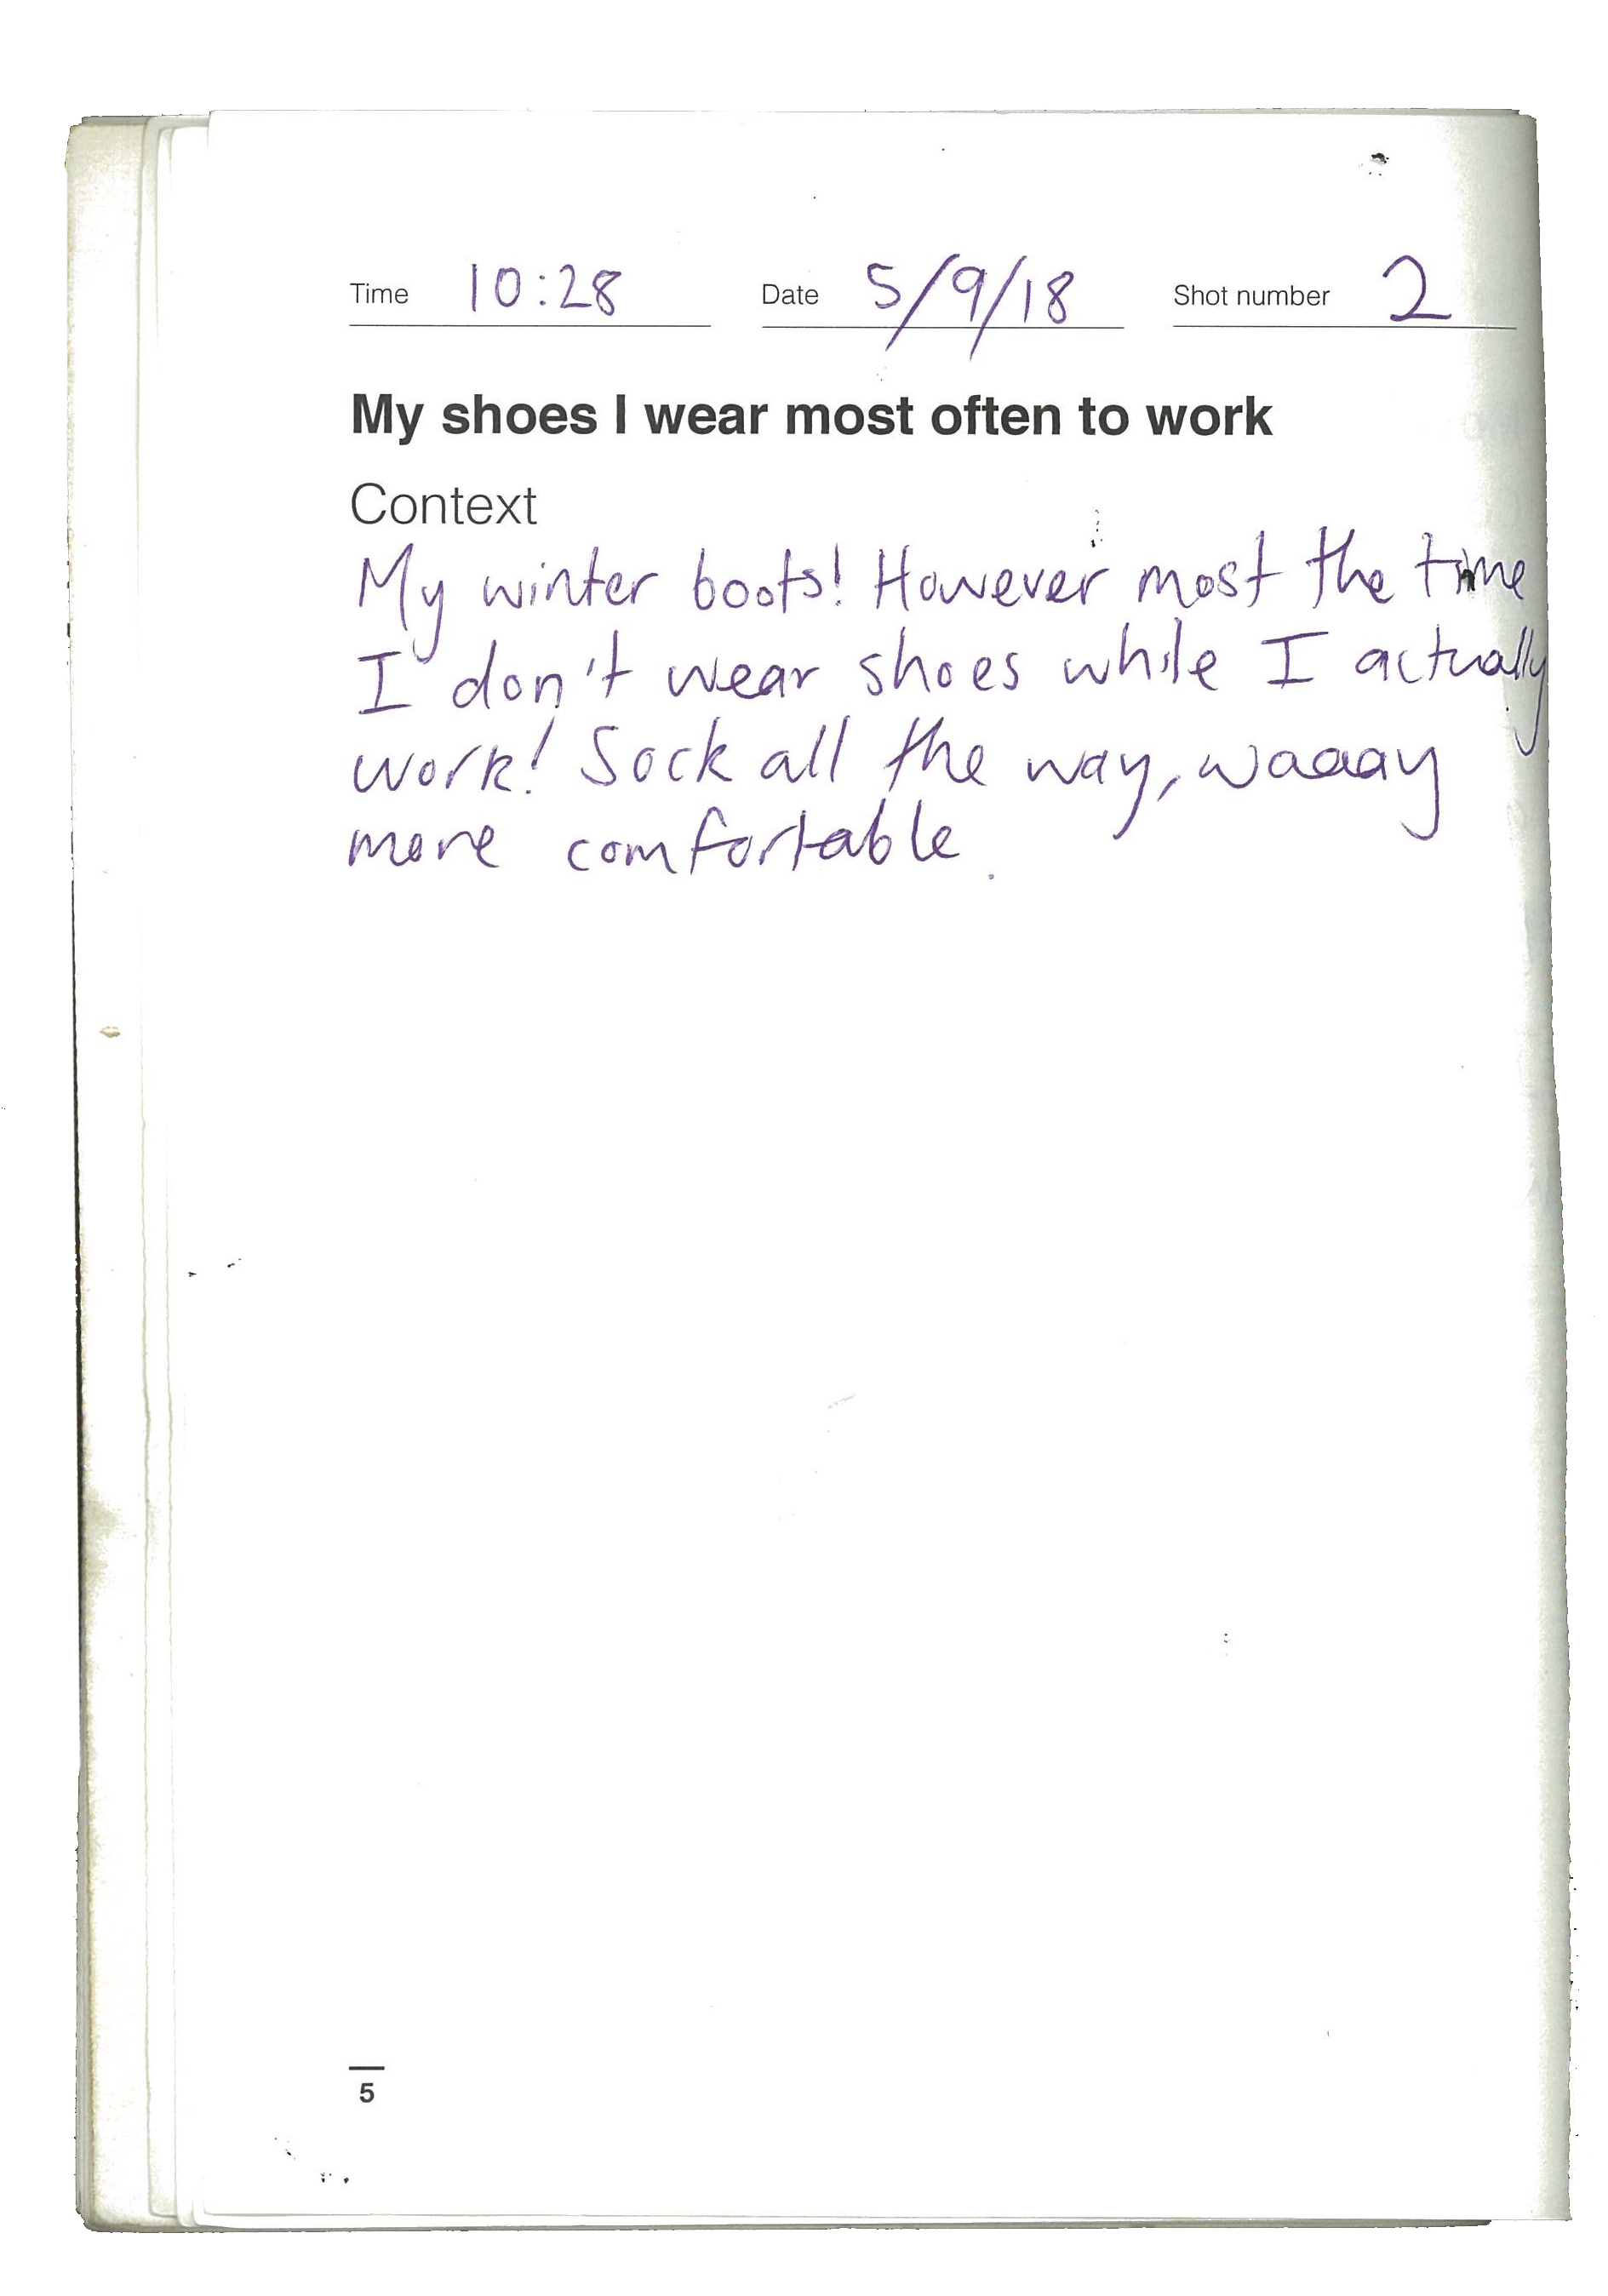 Time 10:28 Date 5/9/18 Shot number 2
My shoes I wear most often to work
Context
My winter boots! However most the time
I don't wear shoes while I actually
work! Sock all the way, waaay
more comfortable.
5